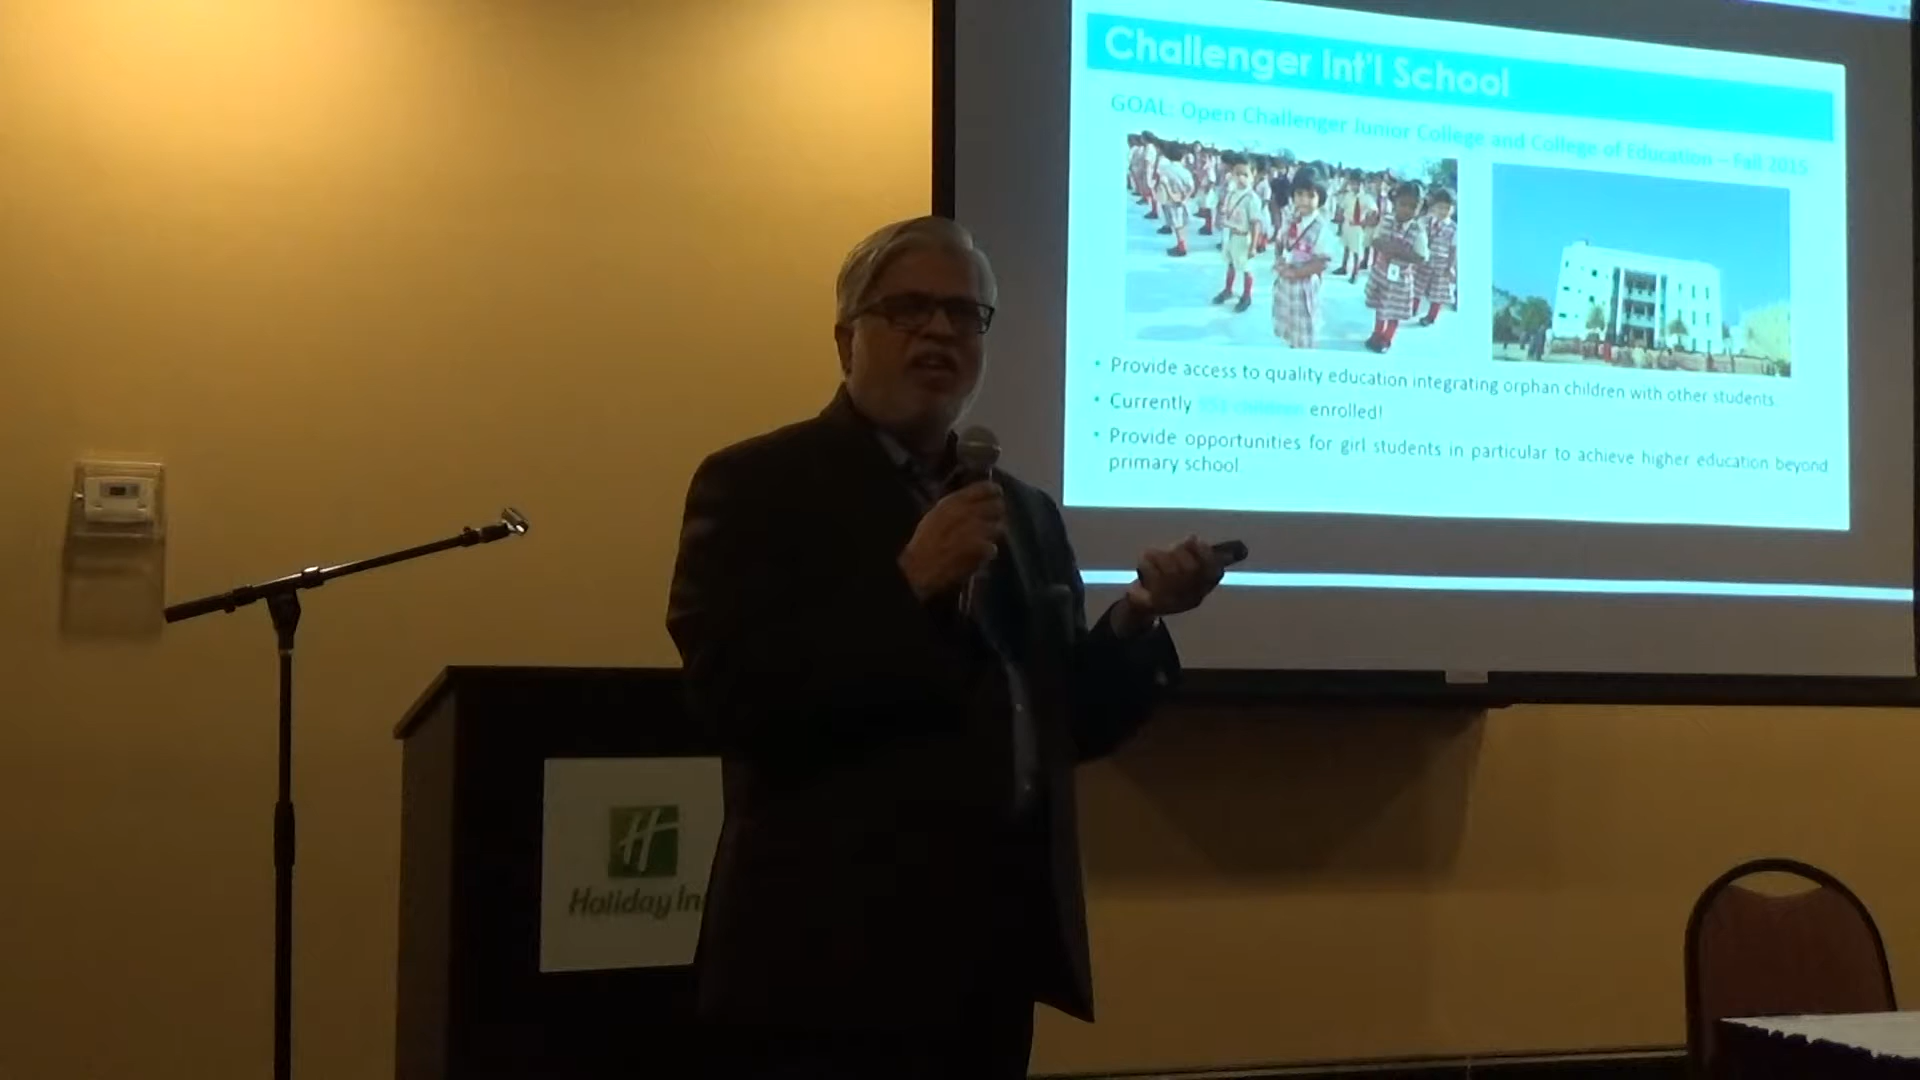 Challenger Int'l School
GOAL: Open Challenger Junior College and College of Education – Fall 2015
• Provide access to quality education integrating orphan children with other students.
• Currently enrolled!
• Provide opportunities for girl students in particular to achieve higher education beyond
primary school
H
Holiday Inn